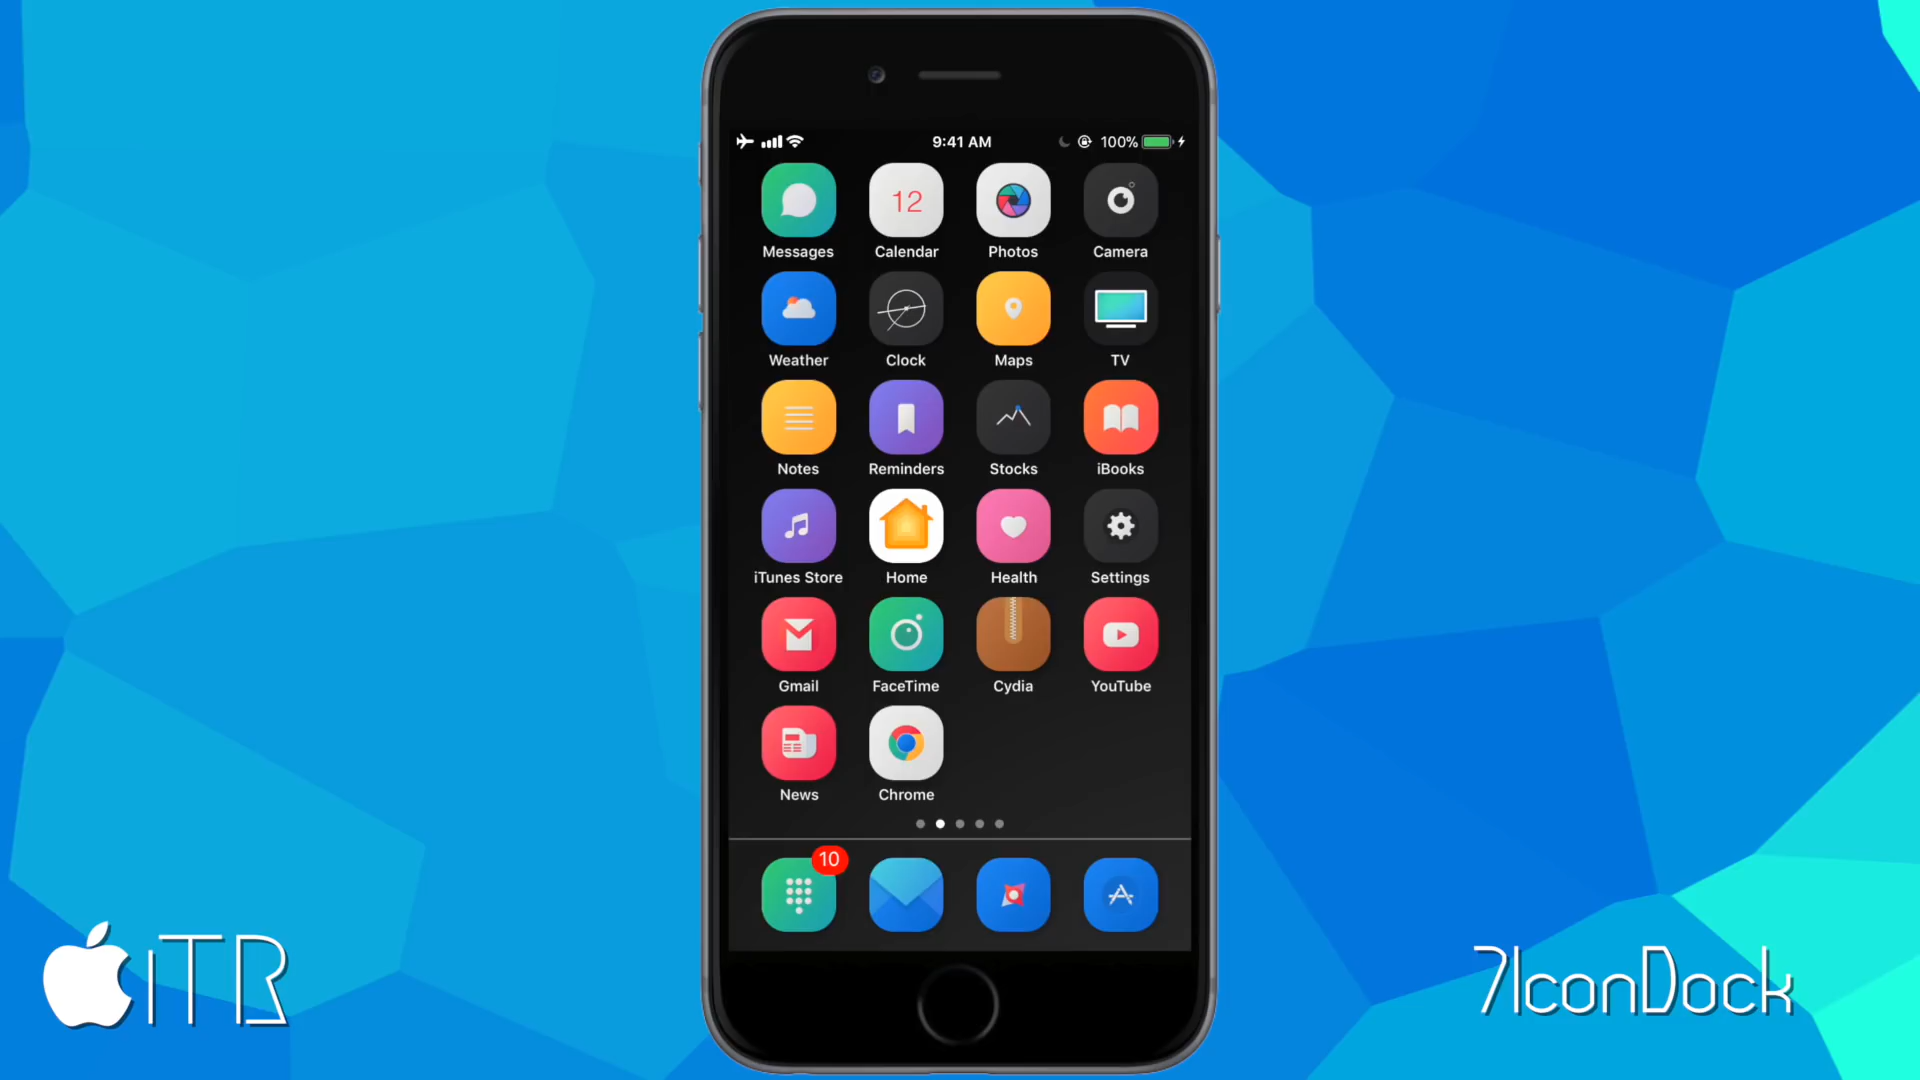 9:41 AM
100%
12
Messages Calendar Photos Camera
Weather Clock Maps TV
Notes Reminders Stocks iBooks
iTunes Store Home Health Settings
Gmail FaceTime Cydia YouTube
News Chrome
10
iTR
7IconDock